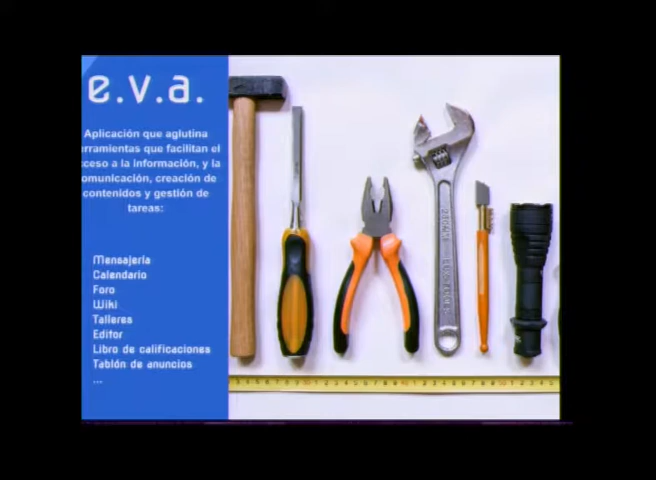 e.v.a.
Aplicación que aglutina
rramientas que facilitan el
ceso a la información, y la
omunicación, creación de
contenidos y gestión de
tareas:
Mensajería
Calendario
Foro
Wiki
Talleres
Editor
Libro de calificaciones
Tablón de anuncios
...